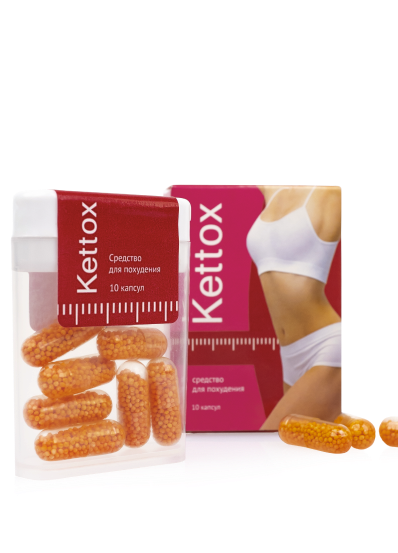 Kettox
Средство
для похудения
10 капсул
Kettox
средство
для похудения
10 капсул